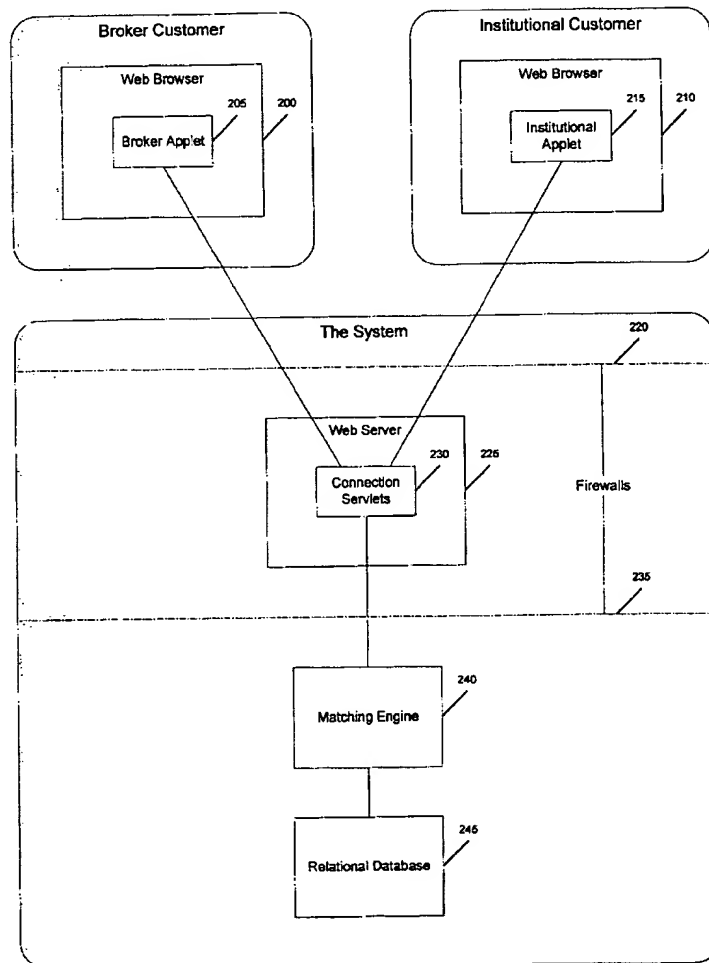 Broker Customer
Institutional Customer
Web Browser
Web Browser
205
200
215
210
Broker Applet
Institutional
Applet
The System
220
Web Server
230
225
Connection
Servlets
Firewalls
235
240
Matching Engine
245
Relational Database